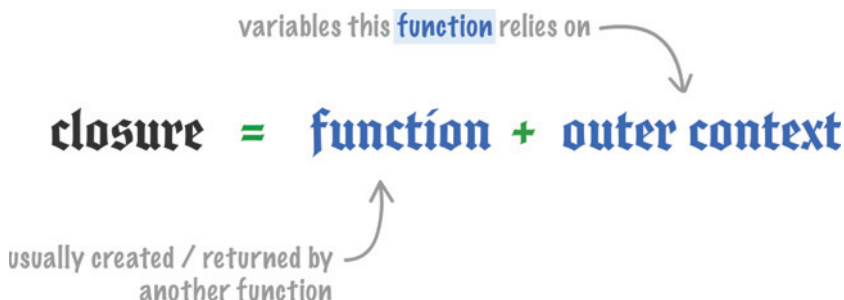 variables this function relies on
closure = function + outer context
usually created / returned by
another function